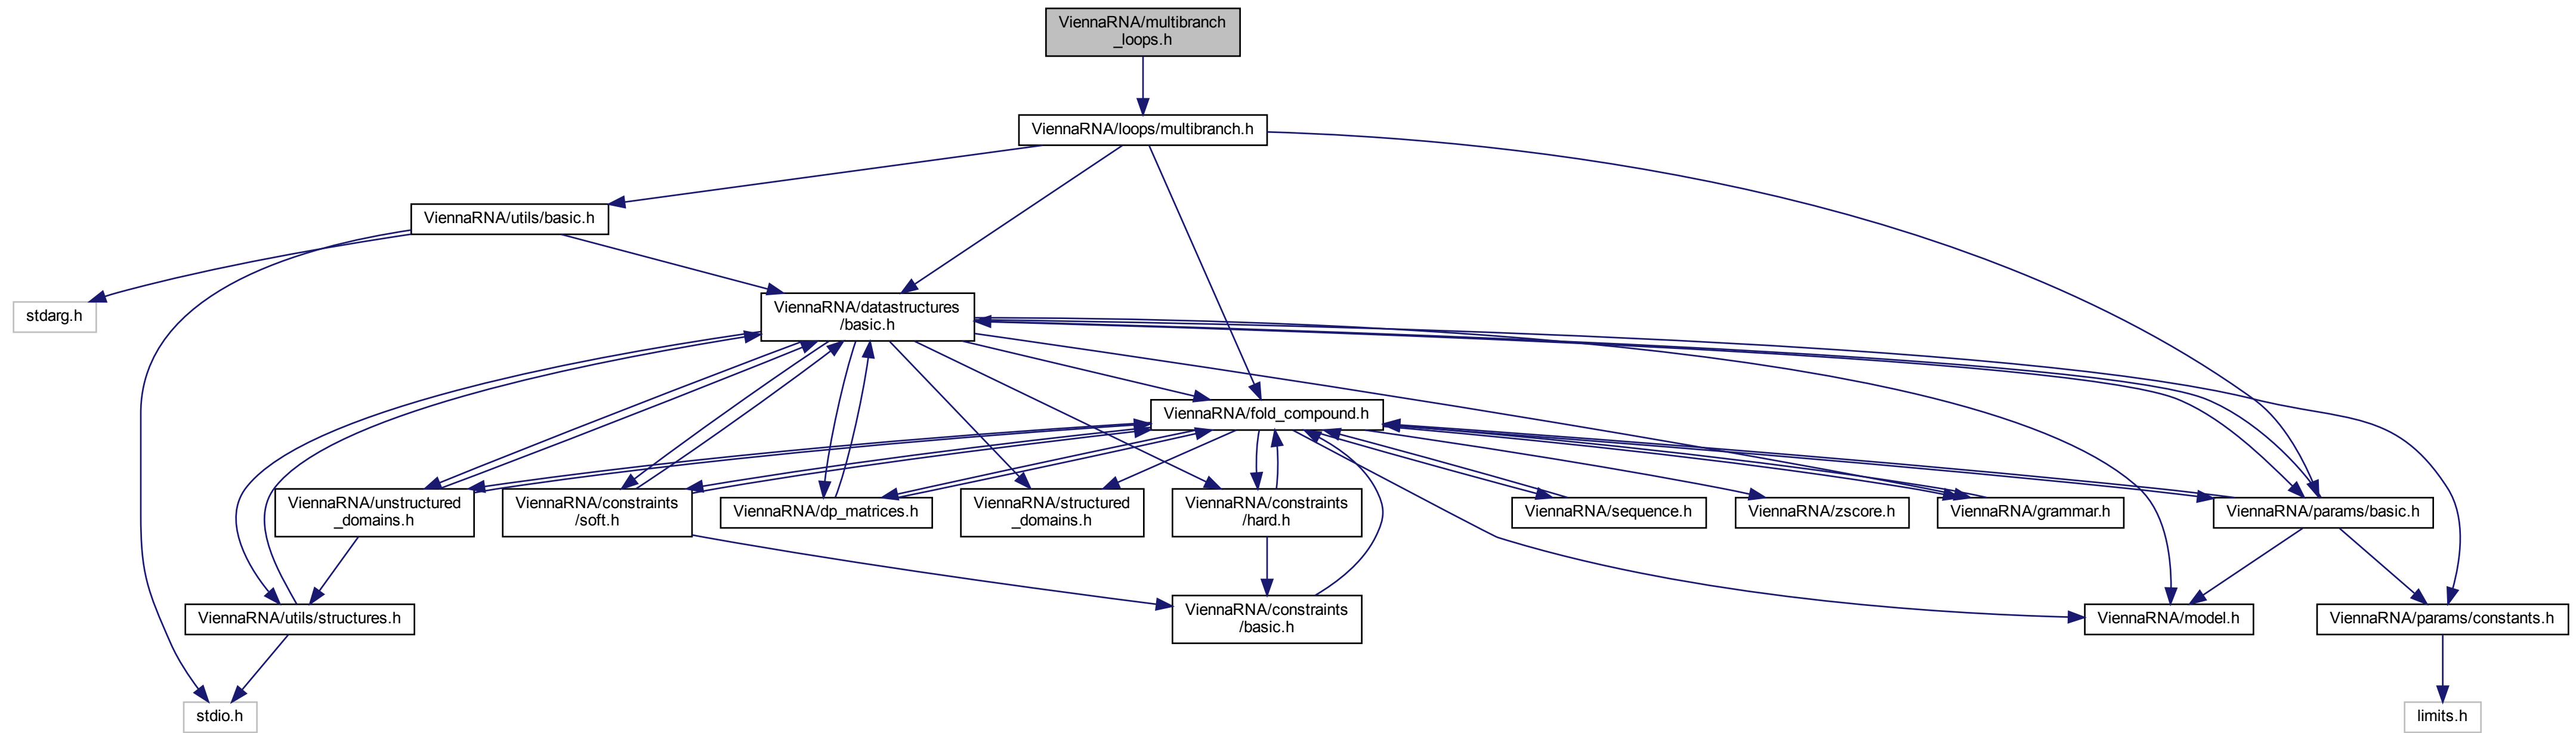 ViennaRNA/multibranch
_loops.h
ViennaRNA/loops/multibranch.h
ViennaRNA/utils/basic.h
stdarg.h
ViennaRNA/datastructures
/basic.h
ViennaRNA/fold_compound.h
ViennaRNA/unstructured
_domains.h
ViennaRNA/constraints
/soft.h
ViennaRNA/dp_matrices.h
ViennaRNA/structured
_domains.h
ViennaRNA/constraints
/hard.h
ViennaRNA/sequence.h
ViennaRNA/zscore.h
ViennaRNA/grammar.h
ViennaRNA/params/basic.h
ViennaRNA/utils/structures.h
ViennaRNA/constraints
/basic.h
ViennaRNA/model.h
ViennaRNA/params/constants.h
stdio.h
limits.h